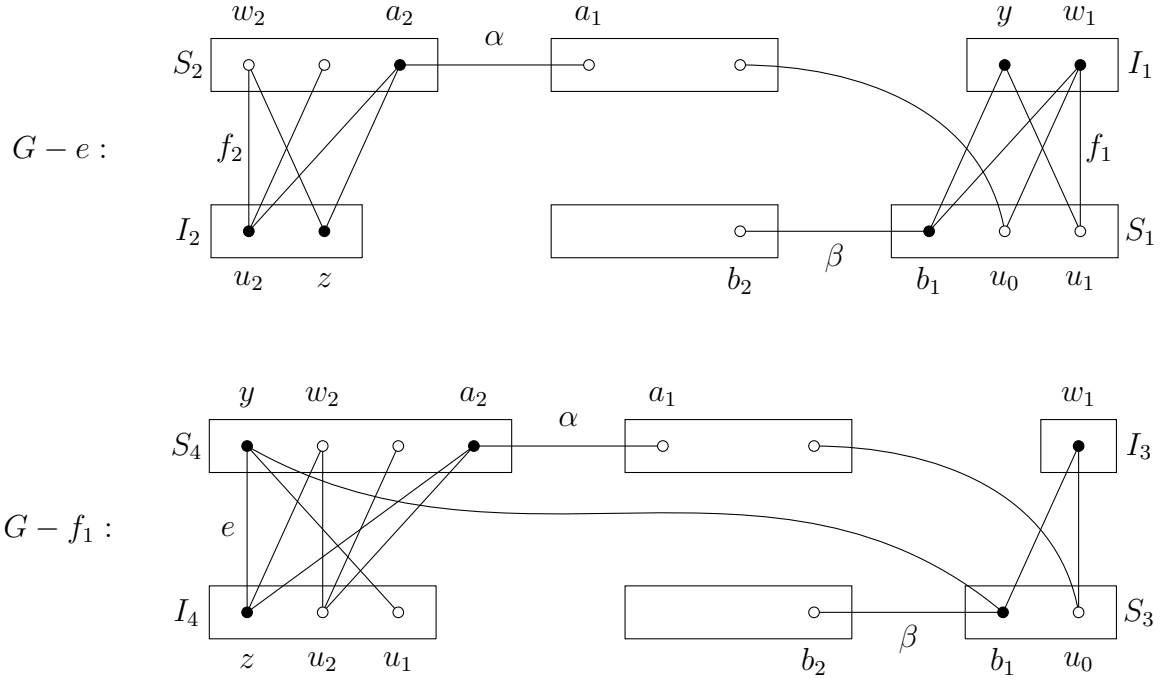 w₂ a₂ a₁ y w₁
S₂ α I₁
G − e : f₂ f₁
I₂ S₁
u₂ z b₂ β b₁ u₀ u₁
y w₂ a₂ a₁ w₁
S₄ α I₃
G − f₁ : e
I₄ S₃
z u₂ u₁ b₂ β b₁ u₀